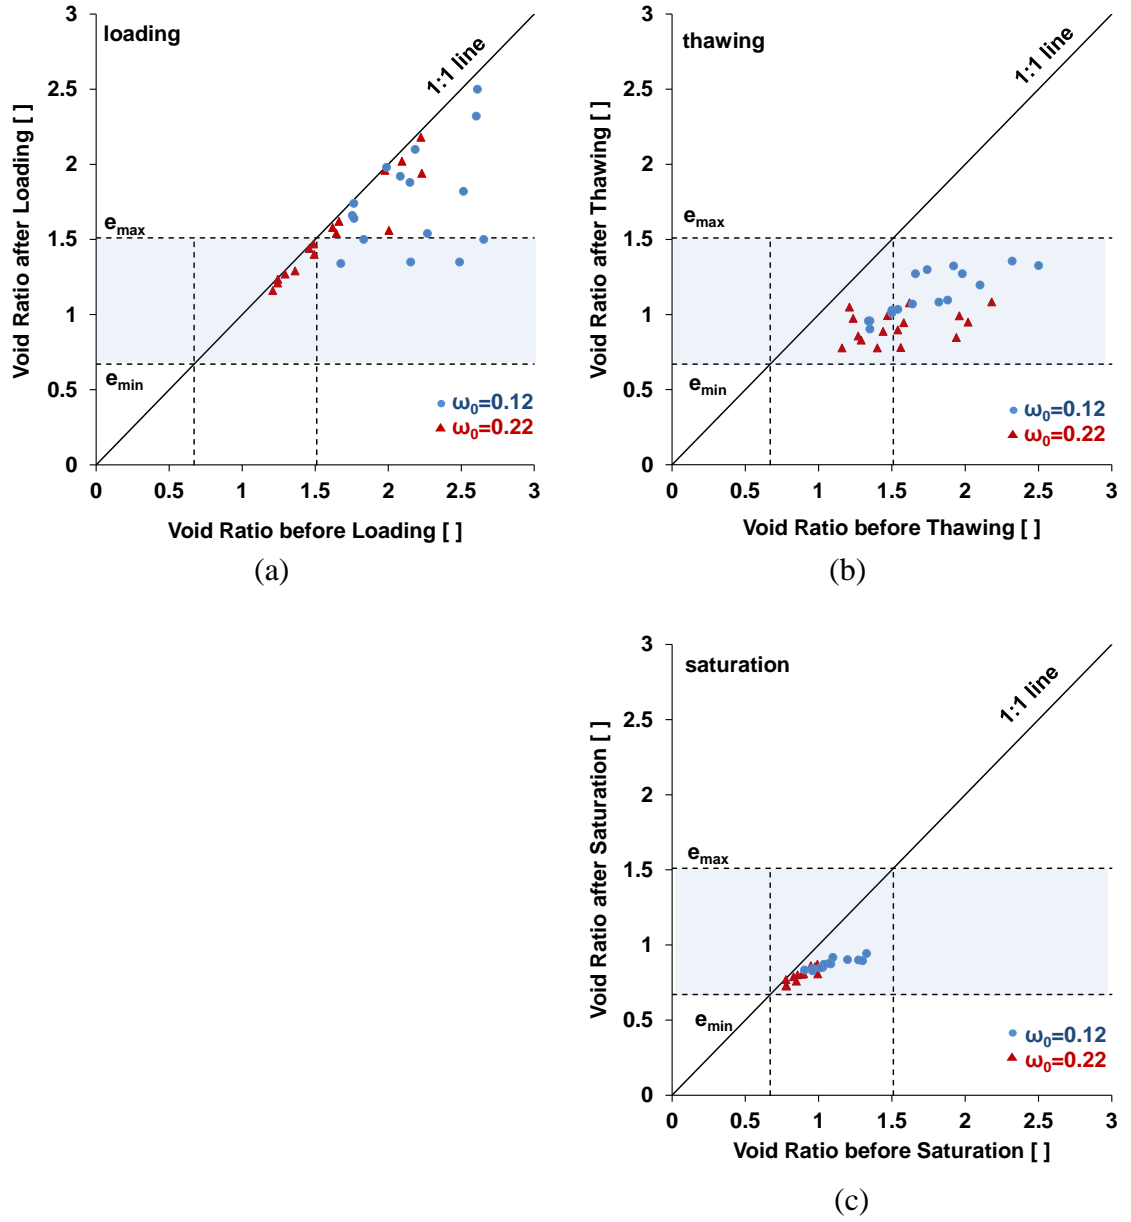 loading
1:1 line
Void Ratio after Loading [ ]
3
2.5
2
1.5
1
0.5
0
e_max
e_min
ω₀=0.12
ω₀=0.22
0 0.5 1 1.5 2 2.5 3
Void Ratio before Loading [ ]
(a)
thawing
1:1 line
Void Ratio after Thawing [ ]
3
2.5
2
1.5
1
0.5
0
e_max
e_min
ω₀=0.12
ω₀=0.22
0 0.5 1 1.5 2 2.5 3
Void Ratio before Thawing [ ]
(b)
saturation
1:1 line
Void Ratio after Saturation [ ]
3
2.5
2
1.5
1
0.5
0
e_max
e_min
ω₀=0.12
ω₀=0.22
0 0.5 1 1.5 2 2.5 3
Void Ratio before Saturation [ ]
(c)